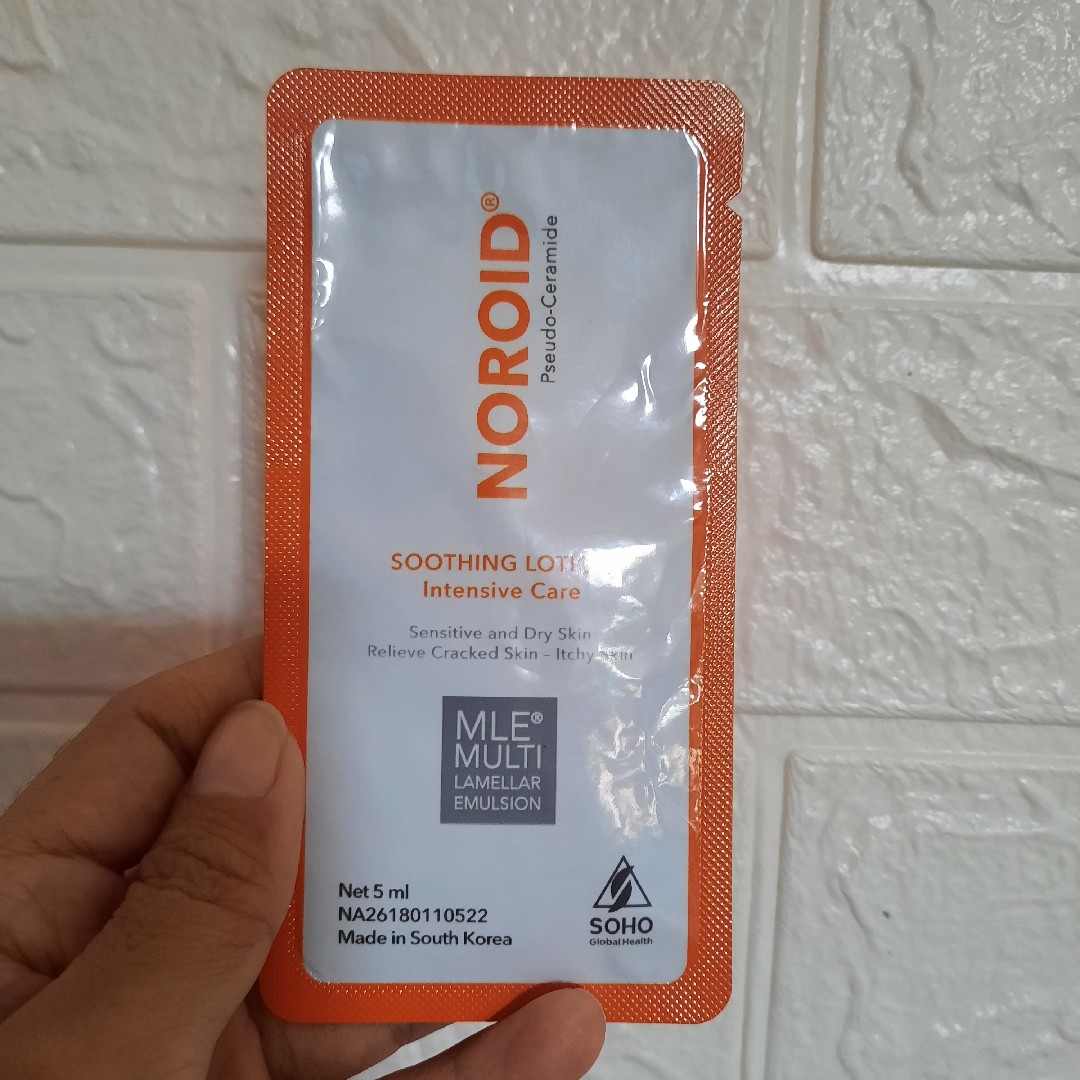 NOROID®
Pseudo-Ceramide
SOOTHING LOTI
Intensive Care
Sensitive and Dry Skin
Relieve Cracked Skin - Itchy Skin
MLE®
MULTI
LAMELLAR
EMULSION
Net 5 ml
NA26180110522
Made in South Korea
SOHO
Global Health